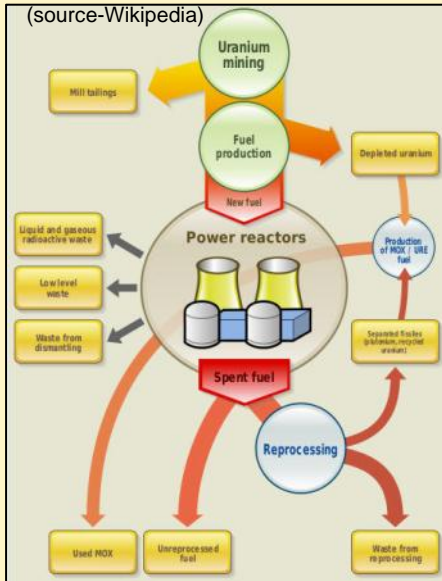 (source-Wikipedia)
Uranium
mining
Mill tailings
Fuel
production
Depleted uranium
New fuel
Liquid and gaseous
radioactive waste
Power reactors
Production
of MOX / URE
fuel
Low level
waste
Waste from
dismantling
Separated fissiles
(plutonium, recycled
uranium)
Spent fuel
Reprocessing
Used MOX
Unreprocessed
fuel
Waste from
reprocessing